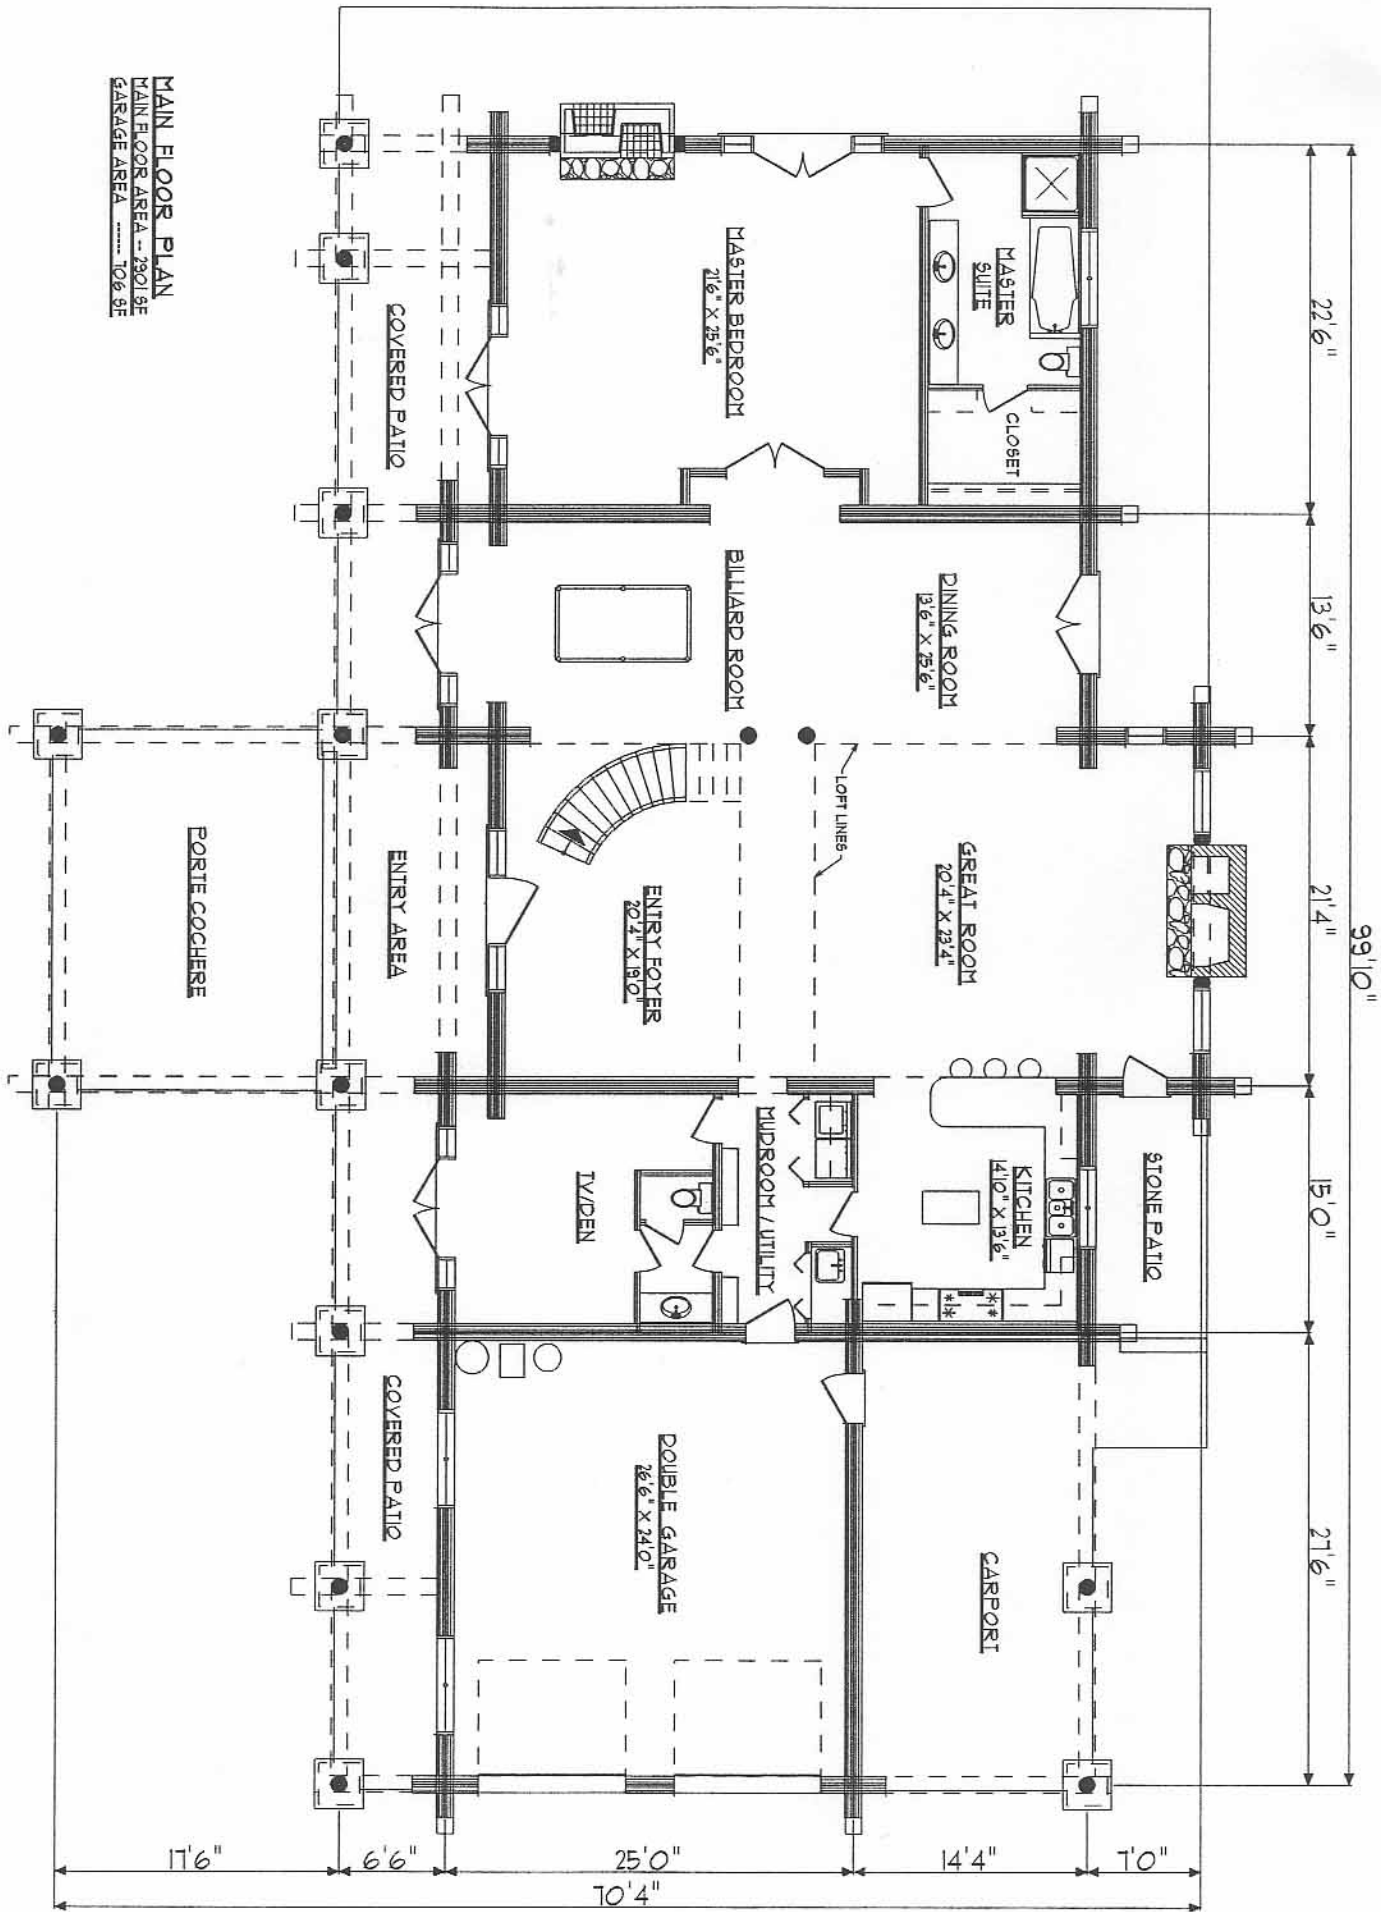 22'6"
13'6"
21'4"
15'0"
27'6"
99'10"
MASTER
SUITE
CLOSET
MASTER BEDROOM
21'6" X 25'6"
DINING ROOM
13'6" X 25'6"
BILLIARD ROOM
GREAT ROOM
20'4" X 23'4"
LOFT LINES
ENTRY FOYER
20'4" X 19'0"
STONE PATIO
KITCHEN
14'10" X 13'6"
MUDROOM / UTILITY
TV/DEN
CARPORT
DOUBLE GARAGE
26'6" X 24'0"
COVERED PATIO
ENTRY AREA
COVERED PATIO
PORTE COCHERE
7'0"
14'4"
25'0"
6'6"
17'6"
70'4"
MAIN FLOOR PLAN
MAIN FLOOR AREA -- 2901 SF
GARAGE AREA ------ 706 SF